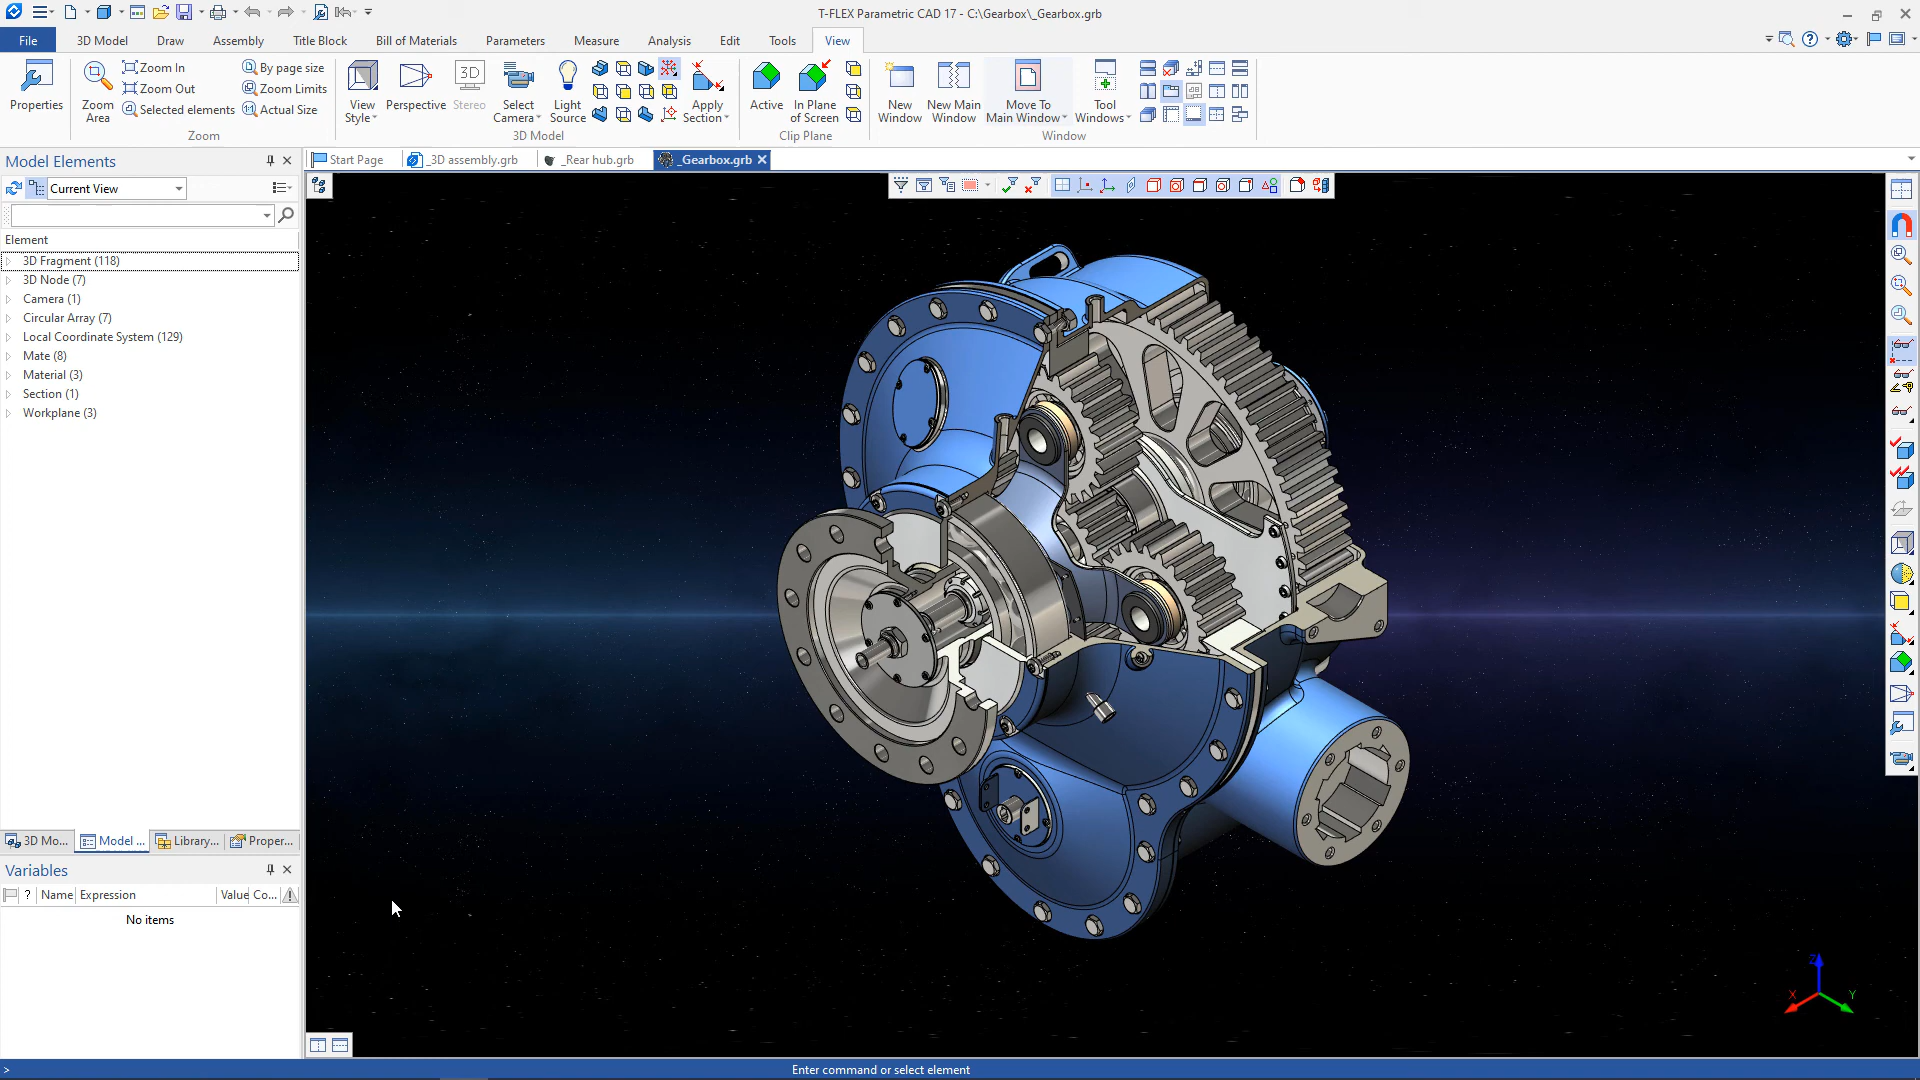 T-FLEX Parametric CAD 17 - C:\Gearbox\_Gearbox.grb
File
3D Model
Draw
Assembly
Title Block
Bill of Materials
Parameters
Measure
Analysis
Edit
Tools
View
Properties
Zoom Area
Zoom In
Zoom Out
Selected elements
By page size
Zoom Limits
Actual Size
Zoom
View Style
Perspective
3D
Stereo
Select Camera
Light Source
Apply Section
3D Model
Active
In Plane of Screen
Clip Plane
New Window
New Main Window
Move To Main Window
Tool Windows
Window
Model Elements
Current View
Element
3D Fragment (118)
3D Node (7)
Camera (1)
Circular Array (7)
Local Coordinate System (129)
Mate (8)
Material (3)
Section (1)
Workplane (3)
3D Mo...
Model ...
Library...
Proper...
Variables
? Name Expression Value Co...
No items
Start Page
_3D assembly.grb
_Rear hub.grb
_Gearbox.grb
Z
X
Y
>
Enter command or select element